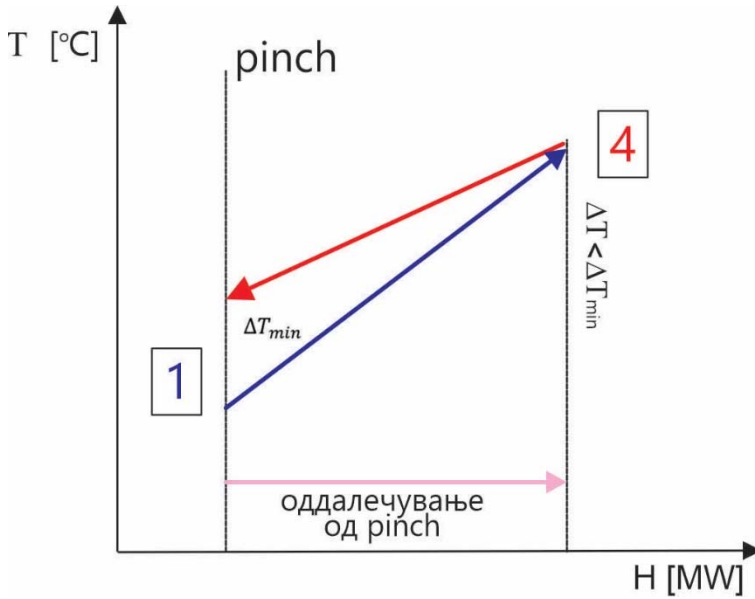 T [°C]
pinch
4
ΔT<ΔTmin
ΔTmin
1
оддалечување
од pinch
H [MW]